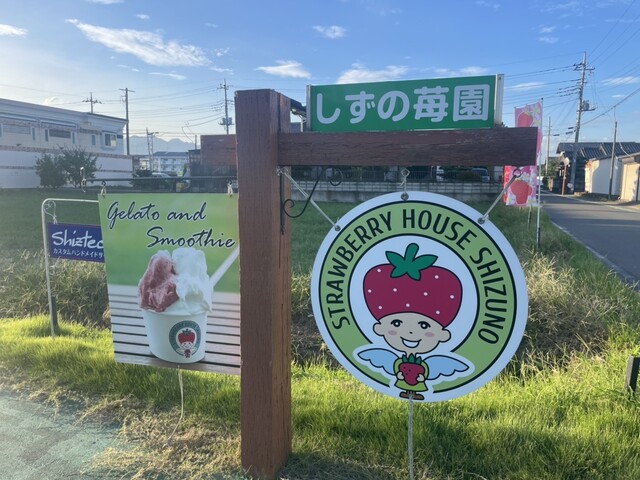 しずの苺園
Gelato and
Smoothie
STRAWBERRY HOUSE SHIZUNO
Shiztec
カスタムハンドメイド